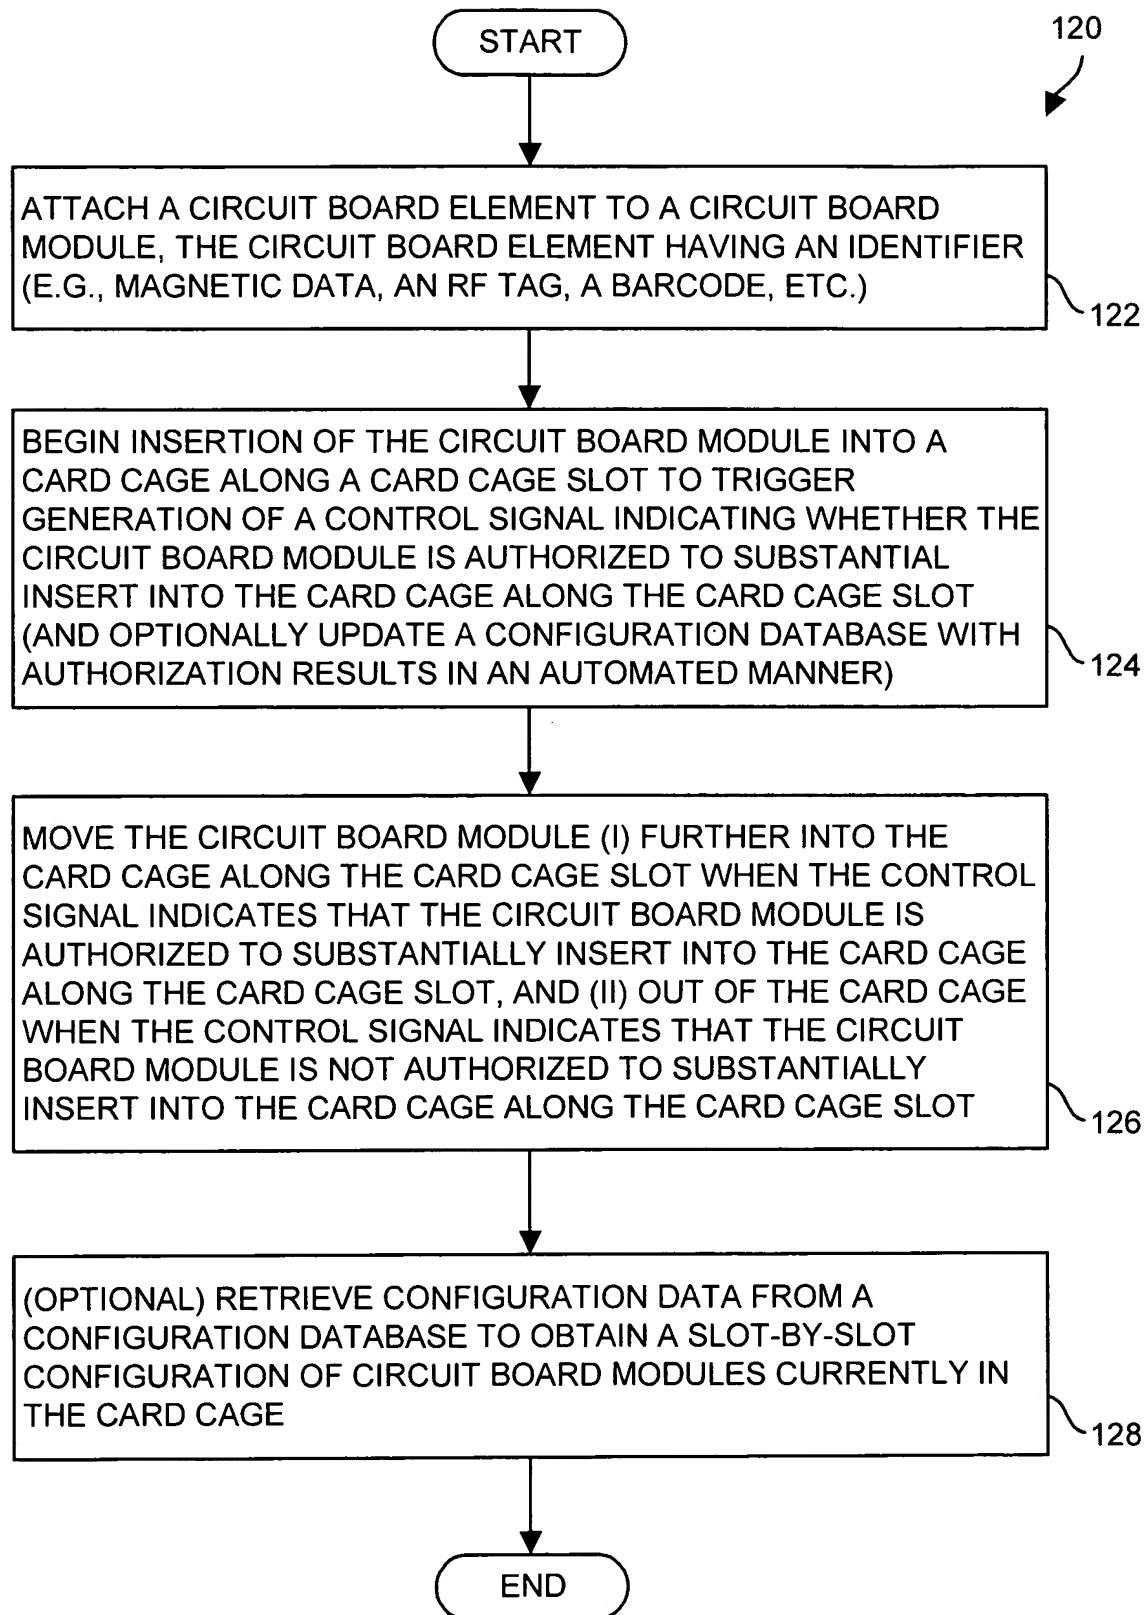 START
120
ATTACH A CIRCUIT BOARD ELEMENT TO A CIRCUIT BOARD
MODULE, THE CIRCUIT BOARD ELEMENT HAVING AN IDENTIFIER
(E.G., MAGNETIC DATA, AN RF TAG, A BARCODE, ETC.)
122
BEGIN INSERTION OF THE CIRCUIT BOARD MODULE INTO A
CARD CAGE ALONG A CARD CAGE SLOT TO TRIGGER
GENERATION OF A CONTROL SIGNAL INDICATING WHETHER THE
CIRCUIT BOARD MODULE IS AUTHORIZED TO SUBSTANTIAL
INSERT INTO THE CARD CAGE ALONG THE CARD CAGE SLOT
(AND OPTIONALLY UPDATE A CONFIGURATION DATABASE WITH
AUTHORIZATION RESULTS IN AN AUTOMATED MANNER)
124
MOVE THE CIRCUIT BOARD MODULE (I) FURTHER INTO THE
CARD CAGE ALONG THE CARD CAGE SLOT WHEN THE CONTROL
SIGNAL INDICATES THAT THE CIRCUIT BOARD MODULE IS
AUTHORIZED TO SUBSTANTIALLY INSERT INTO THE CARD CAGE
ALONG THE CARD CAGE SLOT, AND (II) OUT OF THE CARD CAGE
WHEN THE CONTROL SIGNAL INDICATES THAT THE CIRCUIT
BOARD MODULE IS NOT AUTHORIZED TO SUBSTANTIALLY
INSERT INTO THE CARD CAGE ALONG THE CARD CAGE SLOT
126
(OPTIONAL) RETRIEVE CONFIGURATION DATA FROM A
CONFIGURATION DATABASE TO OBTAIN A SLOT-BY-SLOT
CONFIGURATION OF CIRCUIT BOARD MODULES CURRENTLY IN
THE CARD CAGE
128
END